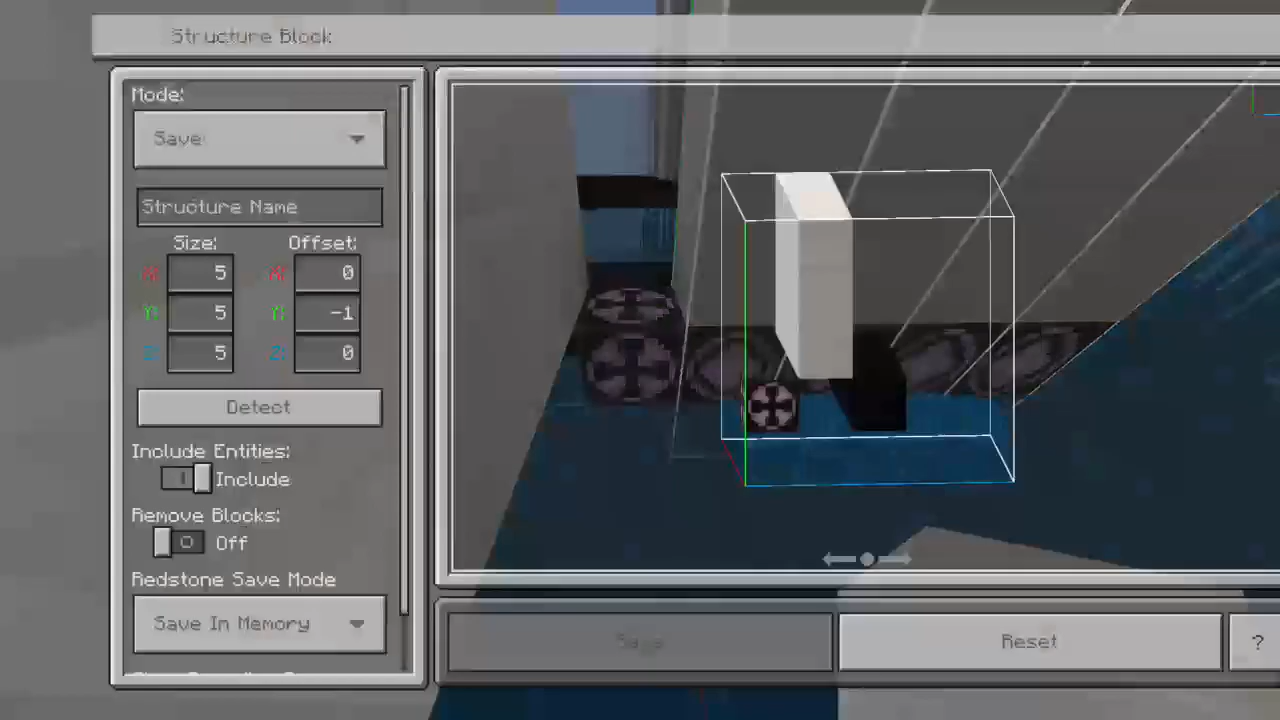 Structure Block
Mode:
Save
Structure Name
Size: Offset:
X: 5 X: 0
Y: 5 Y: -1
Z: 5 Z: 0
Detect
Include Entities:
Include
Remove Blocks:
Off
Redstone Save Mode
Save In Memory
Save Reset ?